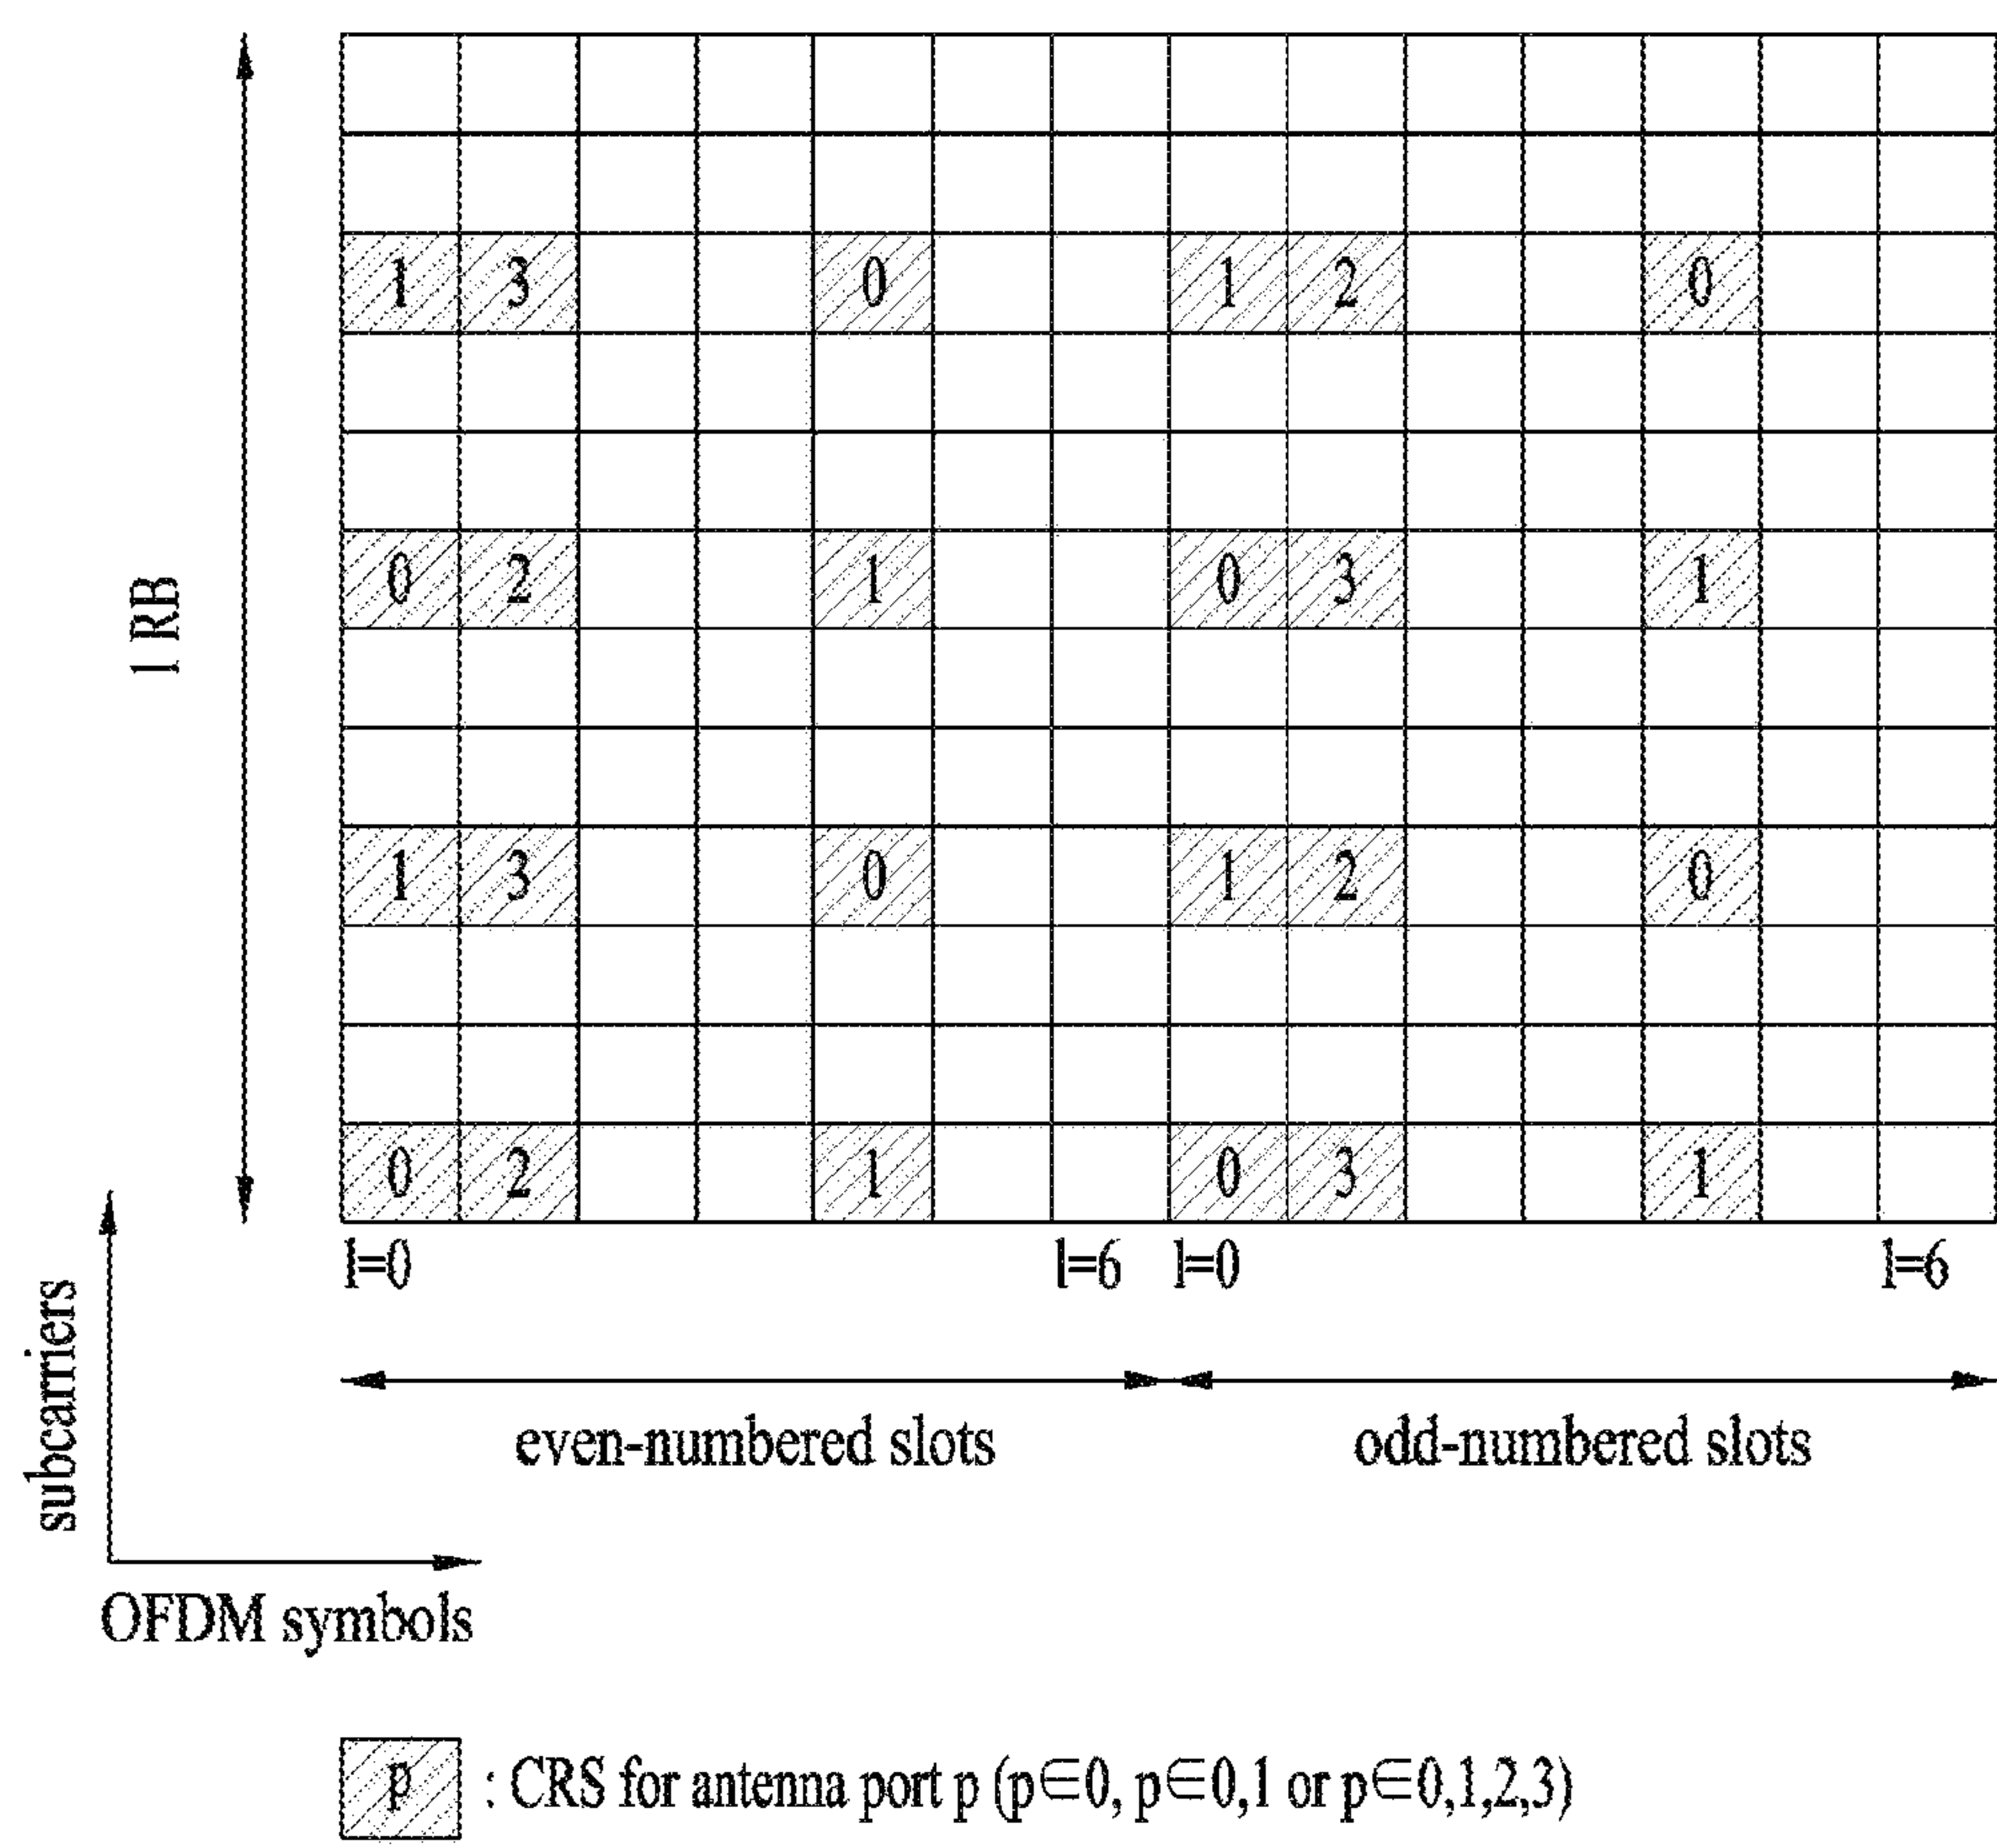 1 3 0 1 2 0
1 RB
0 2 1 0 3 1
1 3 0 1 2 0
0 2 1 0 3 1
l=0 l=6 l=0 l=6
subcarriers
even-numbered slots odd-numbered slots
OFDM symbols
p : CRS for antenna port p (p∈0, p∈0,1 or p∈0,1,2,3)